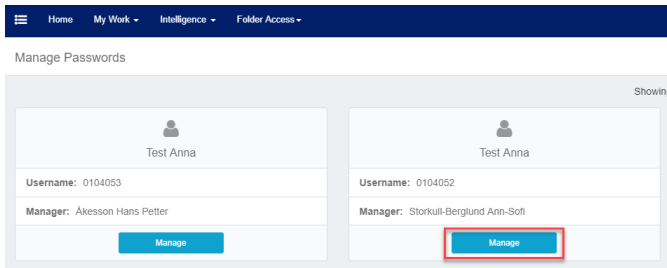 Home My Work Intelligence Folder Access
Manage Passwords
Test Anna
Username: 0104053
Manager: Åkesson Hans Petter
Manage
Test Anna
Username: 0104052
Manager: Storkull-Berglund Ann-Sofi
Manage